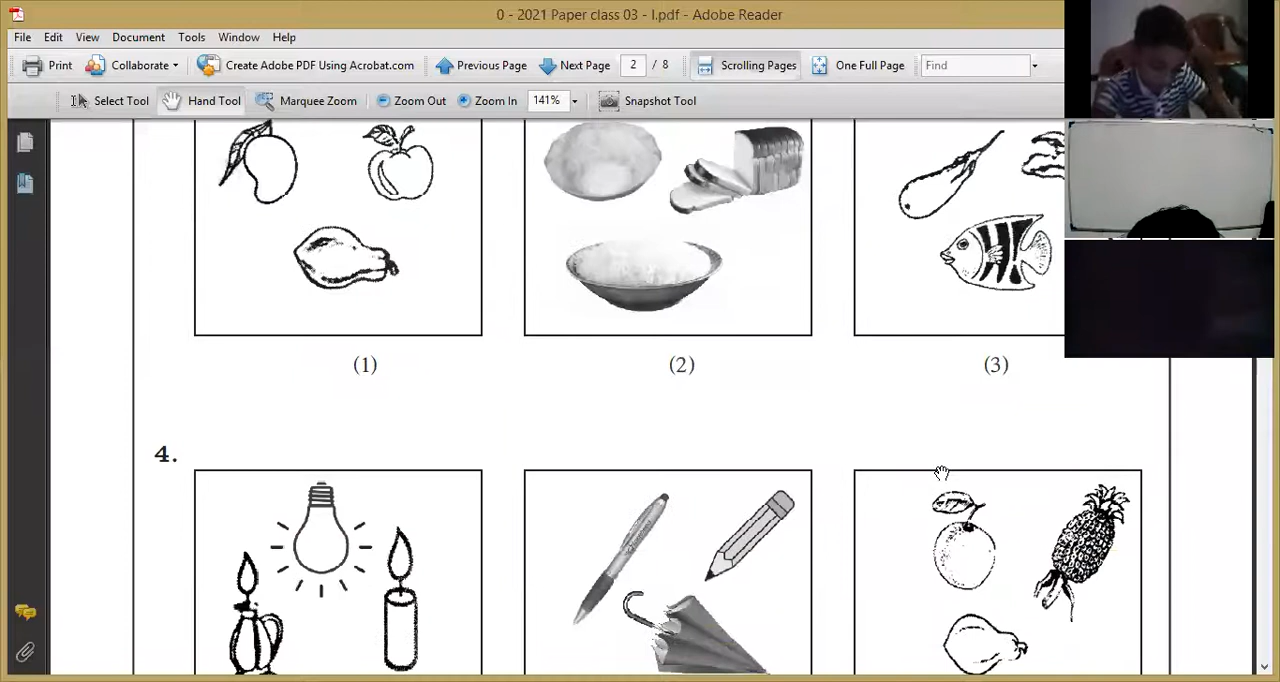 0 - 2021 Paper class 03 - I.pdf - Adobe Reader
File Edit View Document Tools Window Help
Print Collaborate Create Adobe PDF Using Acrobat.com Previous Page Next Page 2 / 8 Scrolling Pages One Full Page Find
Select Tool Hand Tool Marquee Zoom Zoom Out Zoom In 141% Snapshot Tool
(1) (2) (3)
4.